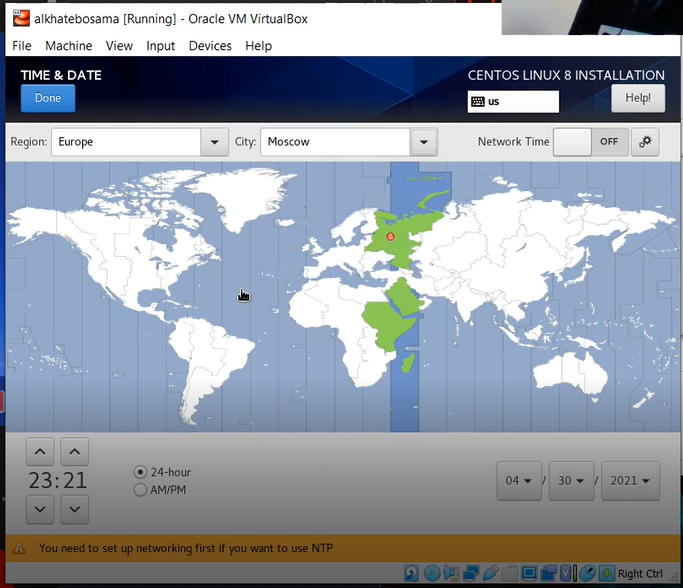 alkhatebosama [Running] - Oracle VM VirtualBox
File Machine View Input Devices Help
TIME & DATE
CENTOS LINUX 8 INSTALLATION
Done
us
Help!
Region: Europe City: Moscow Network Time OFF
23:21
24-hour
AM/PM
04 / 30 / 2021
You need to set up networking first if you want to use NTP
Right Ctrl